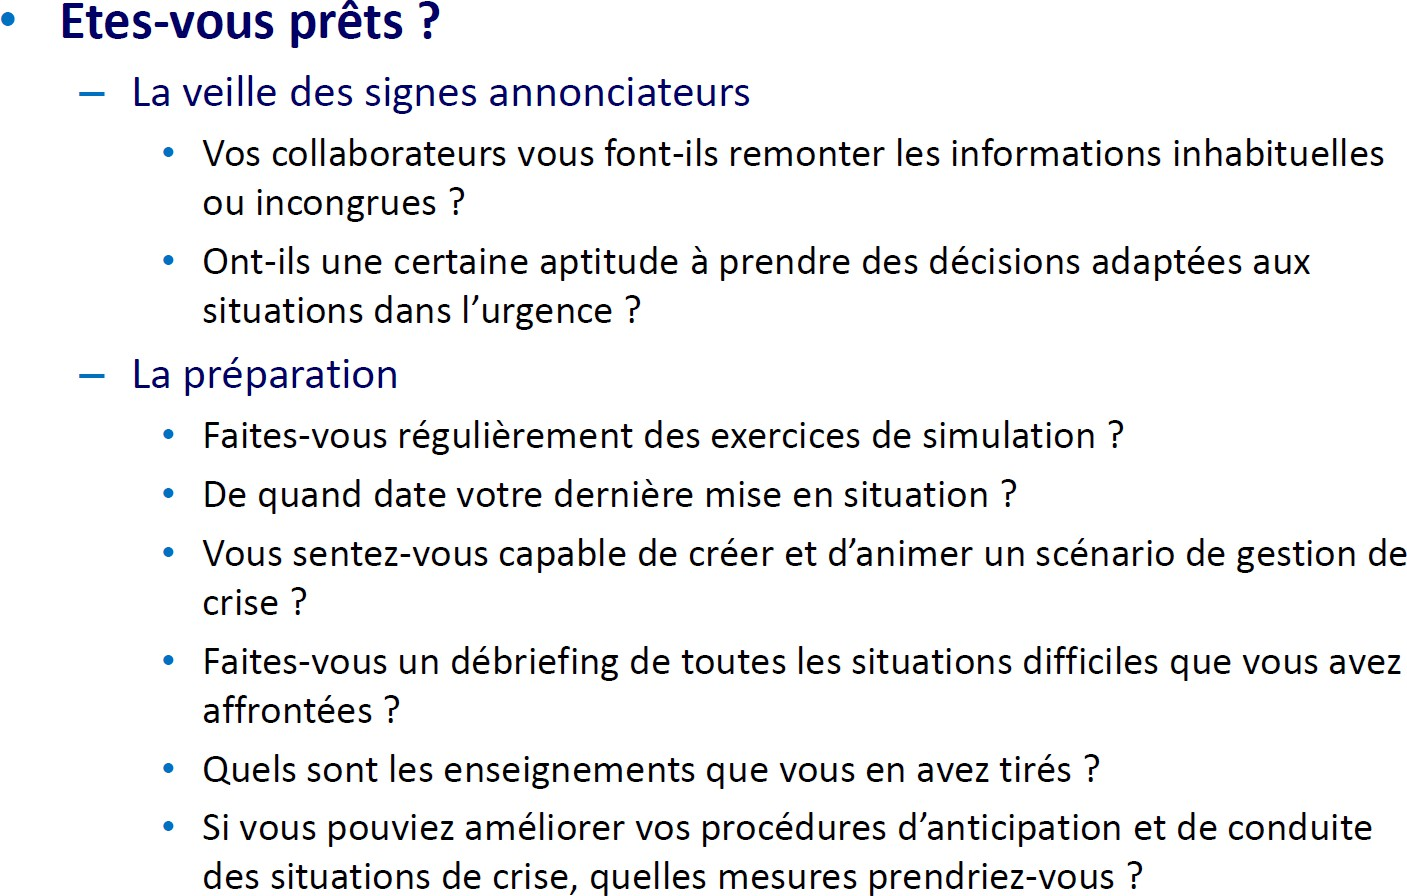 • Etes-vous prêts ?
– La veille des signes annonciateurs
• Vos collaborateurs vous font-ils remonter les informations inhabituelles
ou incongrues ?
• Ont-ils une certaine aptitude à prendre des décisions adaptées aux
situations dans l’urgence ?
– La préparation
• Faites-vous régulièrement des exercices de simulation ?
• De quand date votre dernière mise en situation ?
• Vous sentez-vous capable de créer et d’animer un scénario de gestion de
crise ?
• Faites-vous un débriefing de toutes les situations difficiles que vous avez
affrontées ?
• Quels sont les enseignements que vous en avez tirés ?
• Si vous pouviez améliorer vos procédures d’anticipation et de conduite
des situations de crise, quelles mesures prendriez-vous ?